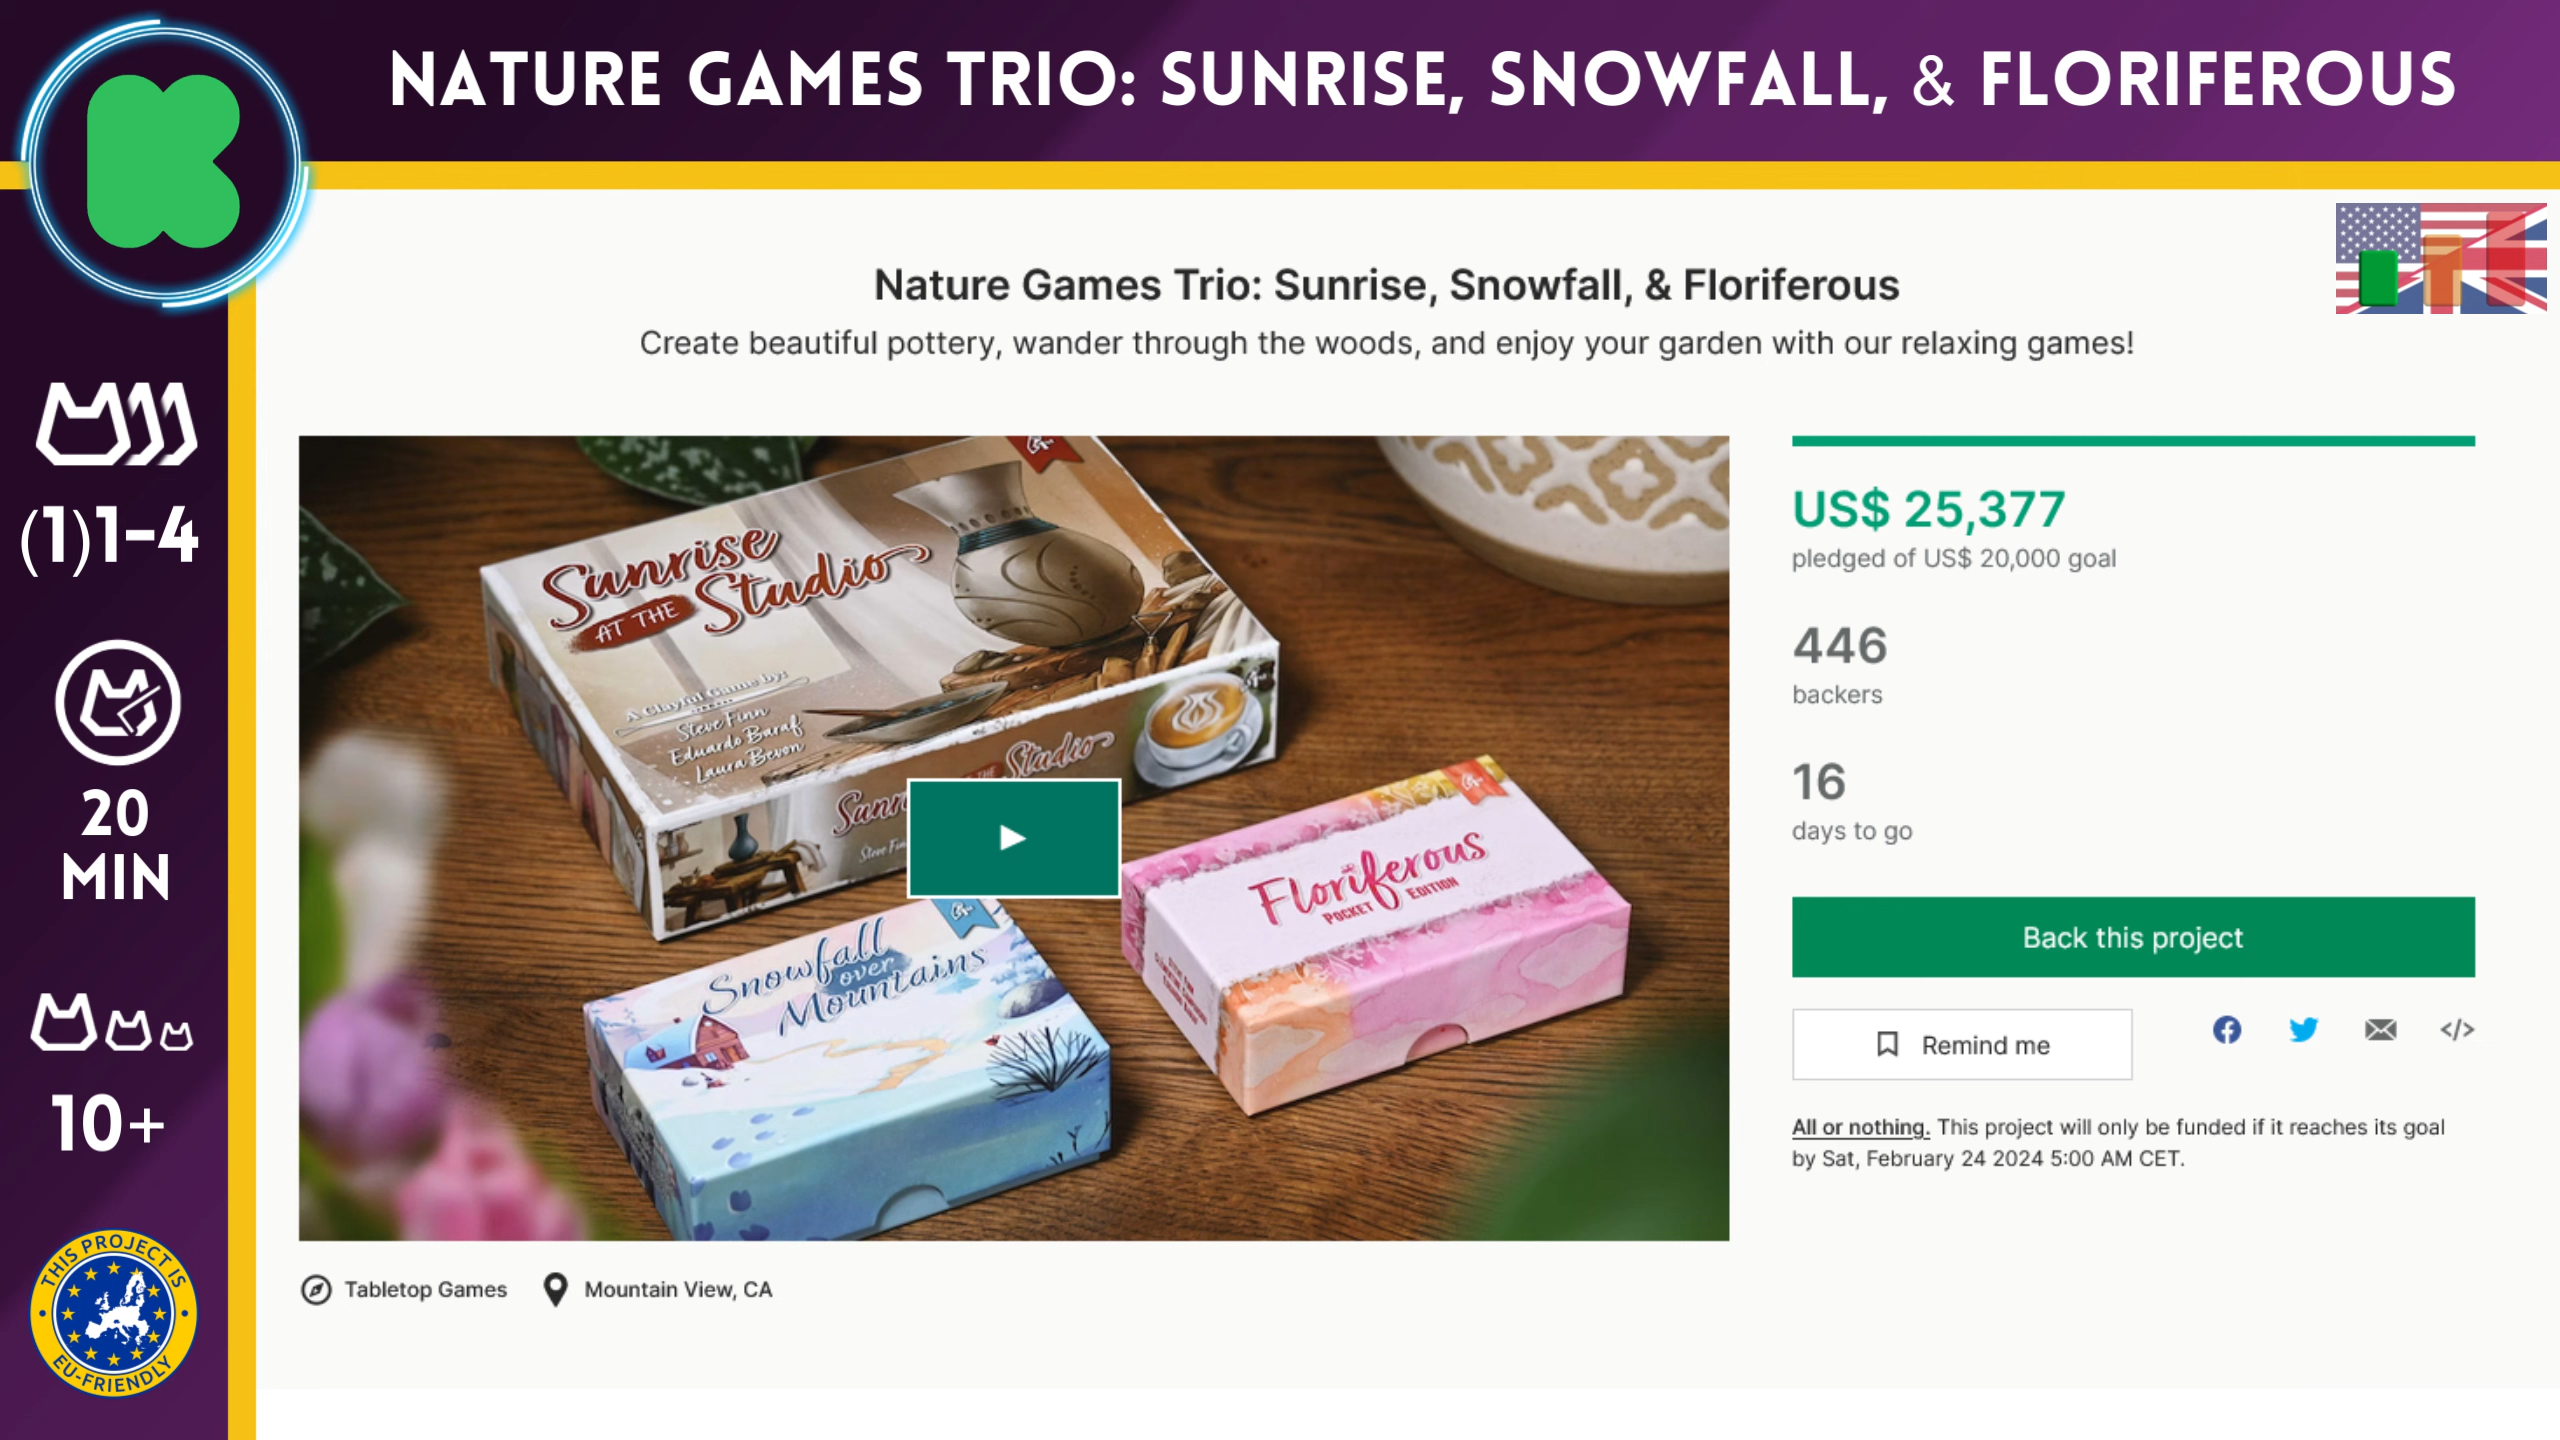 NATURE GAMES TRIO: SUNRISE, SNOWFALL, & FLORIFEROUS
(1)1-4
20
MIN
10+
THIS PROJECT IS
EU-FRIENDLY
Nature Games Trio: Sunrise, Snowfall, & Floriferous
Create beautiful pottery, wander through the woods, and enjoy your garden with our relaxing games!
Sunrise
AT THE Studio
A Clayful Game by:
Steve Finn
Eduardo Baraf
Laura Bevon
Studio
Floriferous
POCKET EDITION
Snowfall
over
Mountains
US$ 25,377
pledged of US$ 20,000 goal
446
backers
16
days to go
Back this project
Remind me
All or nothing. This project will only be funded if it reaches its goal
by Sat, February 24 2024 5:00 AM CET.
Tabletop Games
Mountain View, CA